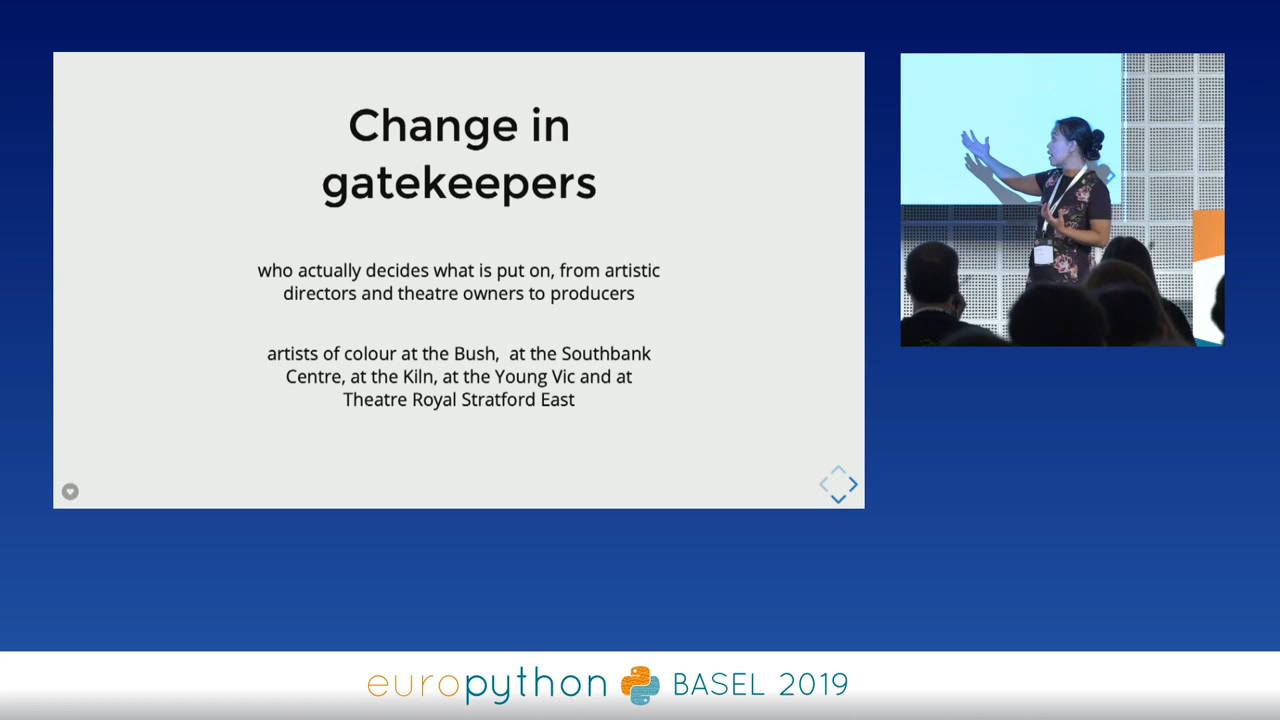 Change in
gatekeepers
who actually decides what is put on, from artistic
directors and theatre owners to producers
artists of colour at the Bush,  at the Southbank
Centre, at the Kiln, at the Young Vic and at
Theatre Royal Stratford East
europython BASEL 2019